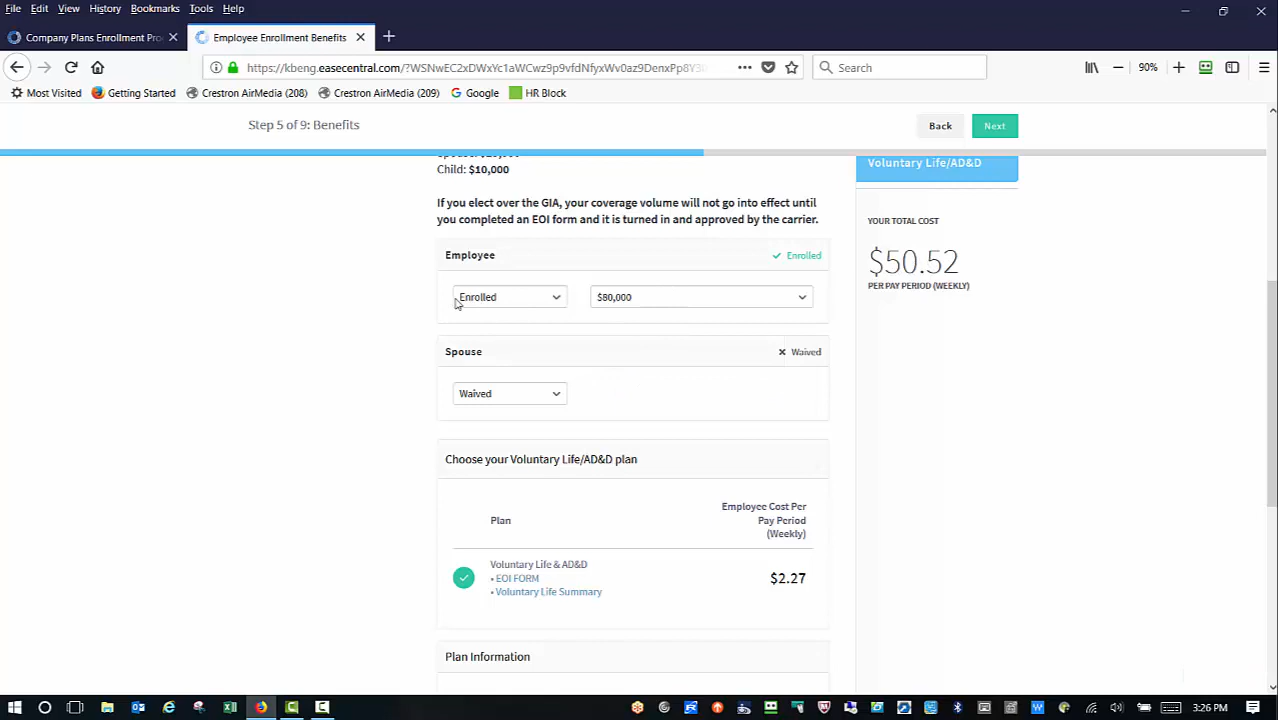 File Edit View History Bookmarks Tools Help
Company Plans Enrollment Pro
Employee Enrollment Benefits
https://kbeng.easecentral.com/?
Search
90%
Most Visited Getting Started Crestron AirMedia (208) Crestron AirMedia (209) Google HR Block
Step 5 of 9: Benefits
Back
Next
Child: $10,000
Voluntary Life/AD&D
If you elect over the GIA, your coverage volume will not go into effect until
you completed an EOI form and it is turned in and approved by the carrier.
YOUR TOTAL COST
$50.52
PER PAY PERIOD (WEEKLY)
Employee
Enrolled
Enrolled
$80,000
Spouse
Waived
Waived
Choose your Voluntary Life/AD&D plan
Plan
Employee Cost Per
Pay Period
(Weekly)
Voluntary Life & AD&D
• EOI FORM
• Voluntary Life Summary
$2.27
Plan Information
3:26 PM